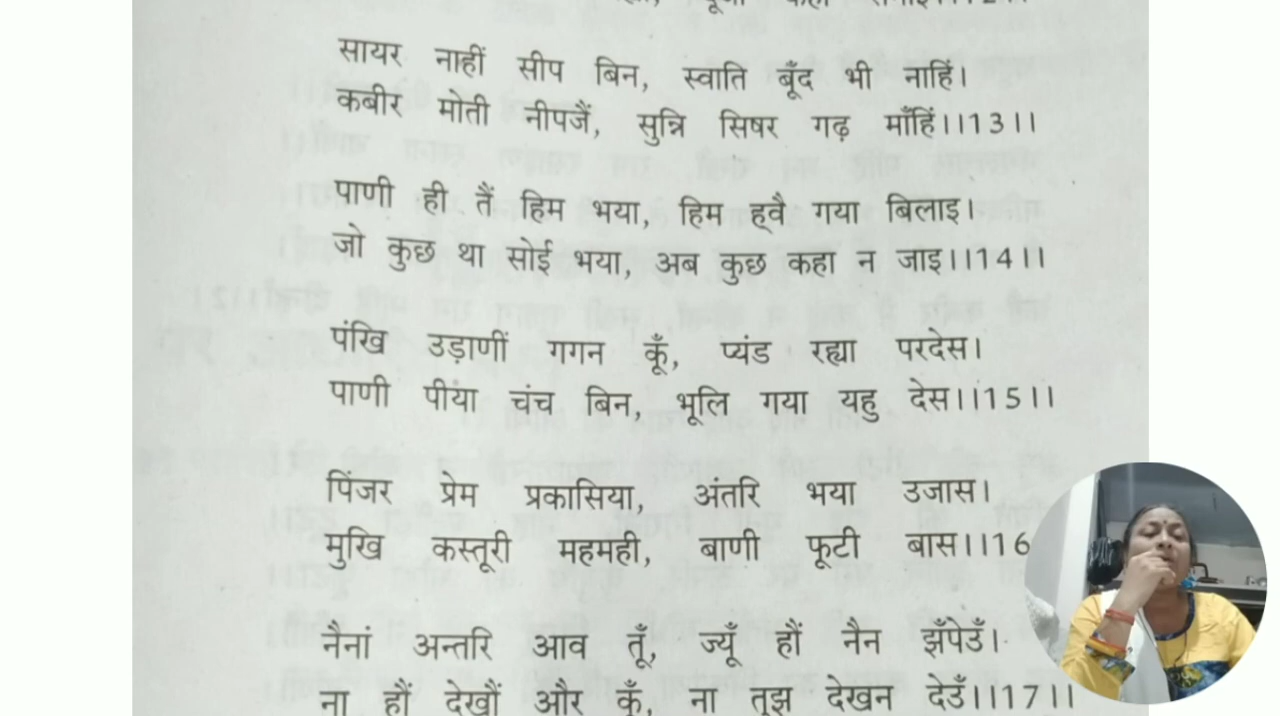 सायर नाहीं सीप बिन, स्वाति बूँद भी नाहिं।
कबीर मोती नीपजैं, सुन्नि सिषर गढ़ माँहिं।।13।।
पाणी ही तैं हिम भया, हिम ह्वै गया बिलाइ।
जो कुछ था सोई भया, अब कुछ कहा न जाइ।।14।।
पंखि उड़ाणीं गगन कूँ, प्यंड रह्या परदेस।
पाणी पीया चंच बिन, भूलि गया यहु देस।।15।।
पिंजर प्रेम प्रकासिया, अंतरि भया उजास।
मुखि कस्तूरी महमही, बाणी फूटी बास।।16
नैनां अन्तरि आव तूँ, ज्यूँ हौं नैन झँपेउँ।
ना हौं देखौं और कूँ, ना तुझ देखन देउँ।।17।।